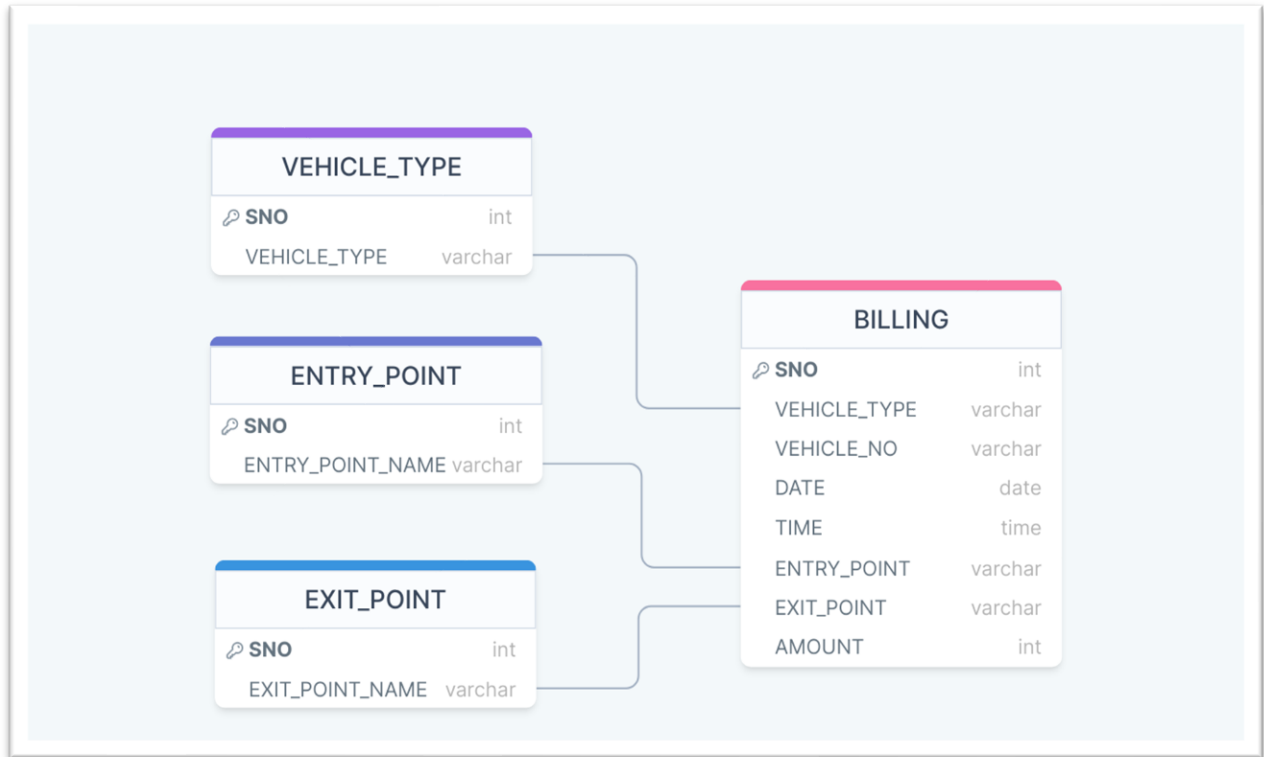 VEHICLE_TYPE
SNO int
VEHICLE_TYPE varchar
ENTRY_POINT
SNO int
ENTRY_POINT_NAME varchar
EXIT_POINT
SNO int
EXIT_POINT_NAME varchar
BILLING
SNO int
VEHICLE_TYPE varchar
VEHICLE_NO varchar
DATE date
TIME time
ENTRY_POINT varchar
EXIT_POINT varchar
AMOUNT int